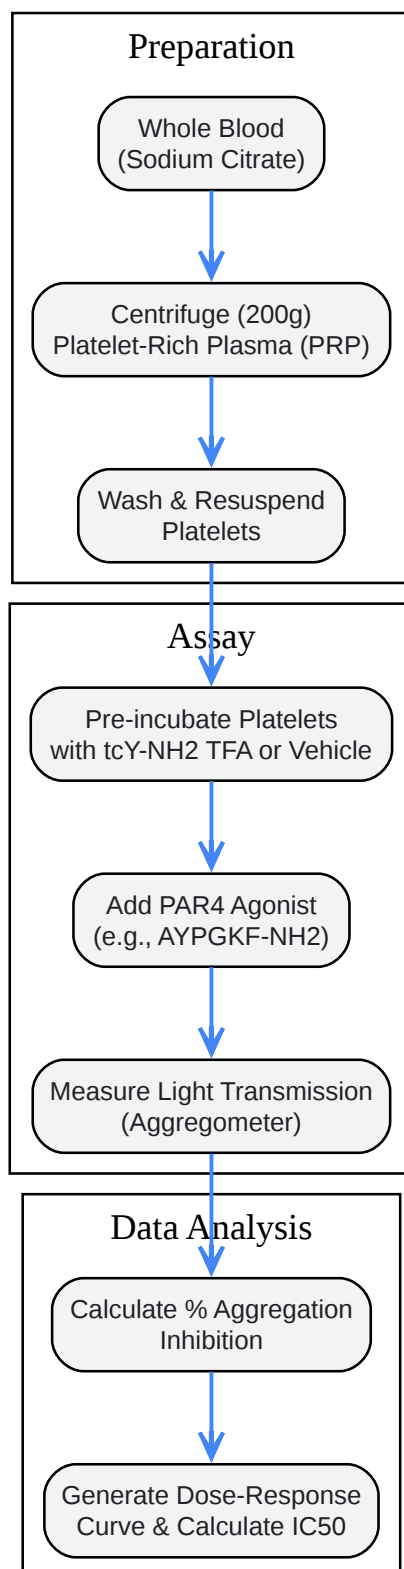 Preparation
Whole Blood
(Sodium Citrate)
Centrifuge (200g)
Platelet-Rich Plasma (PRP)
Wash & Resuspend
Platelets
Assay
Pre-incubate Platelets
with tcY-NH2 TFA or Vehicle
Add PAR4 Agonist
(e.g., AYPGKF-NH2)
Measure Light Transmission
(Aggregometer)
Data Analysis
Calculate % Aggregation
Inhibition
Generate Dose-Response
Curve & Calculate IC50